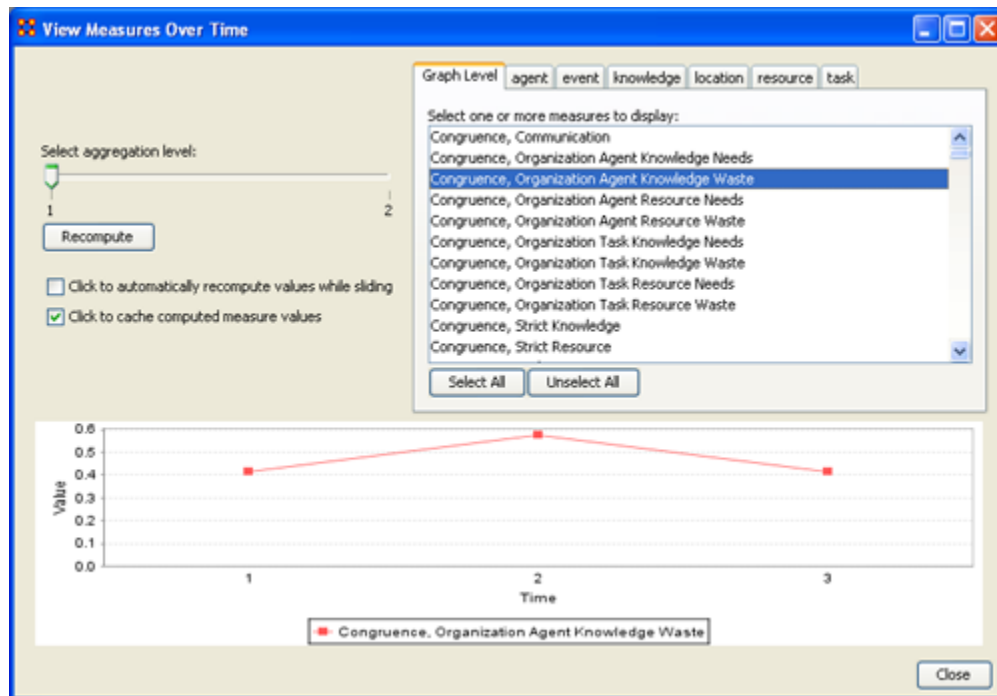 View Measures Over Time
Graph Level agent event knowledge location resource task
Select one or more measures to display:
Congruence, Communication
Congruence, Organization Agent Knowledge Needs
Congruence, Organization Agent Knowledge Waste
Congruence, Organization Agent Resource Needs
Congruence, Organization Agent Resource Waste
Congruence, Organization Task Knowledge Needs
Congruence, Organization Task Knowledge Waste
Congruence, Organization Task Resource Needs
Congruence, Organization Task Resource Waste
Congruence, Strict Knowledge
Congruence, Strict Resource
Select All Unselect All
Select aggregation level:
1 2
Recompute
Click to automatically recompute values while sliding
Click to cache computed measure values
Value
0.6
0.5
0.4
0.3
0.2
0.1
0.0
1 2 3
Time
Congruence, Organization Agent Knowledge Waste
Close